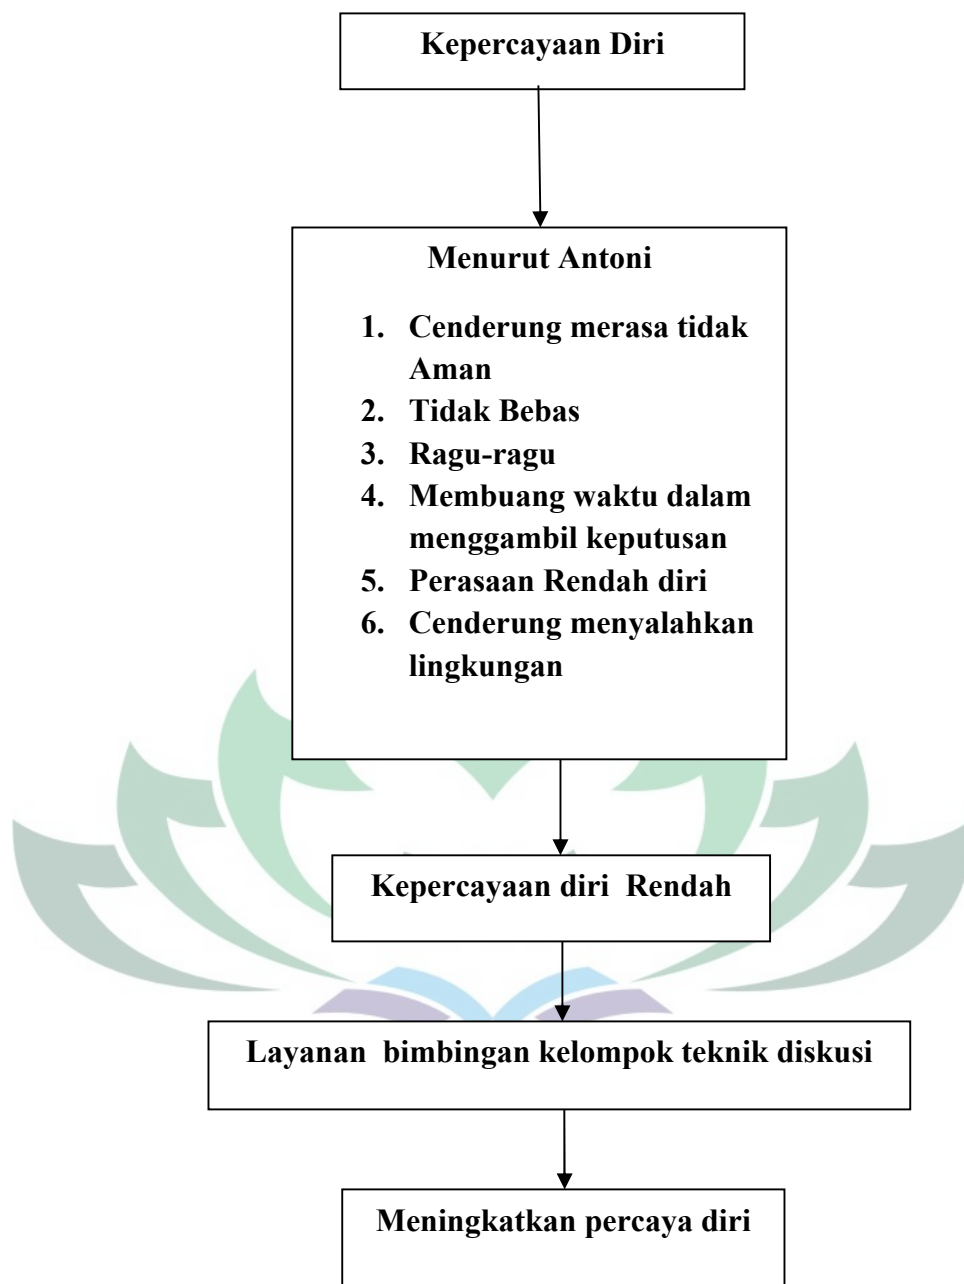 Kepercayaan Diri
Menurut Antoni
1. Cenderung merasa tidak
Aman
2. Tidak Bebas
3. Ragu-ragu
4. Membuang waktu dalam
menggambil keputusan
5. Perasaan Rendah diri
6. Cenderung menyalahkan
lingkungan
Kepercayaan diri  Rendah
Layanan  bimbingan kelompok teknik diskusi
Meningkatkan percaya diri